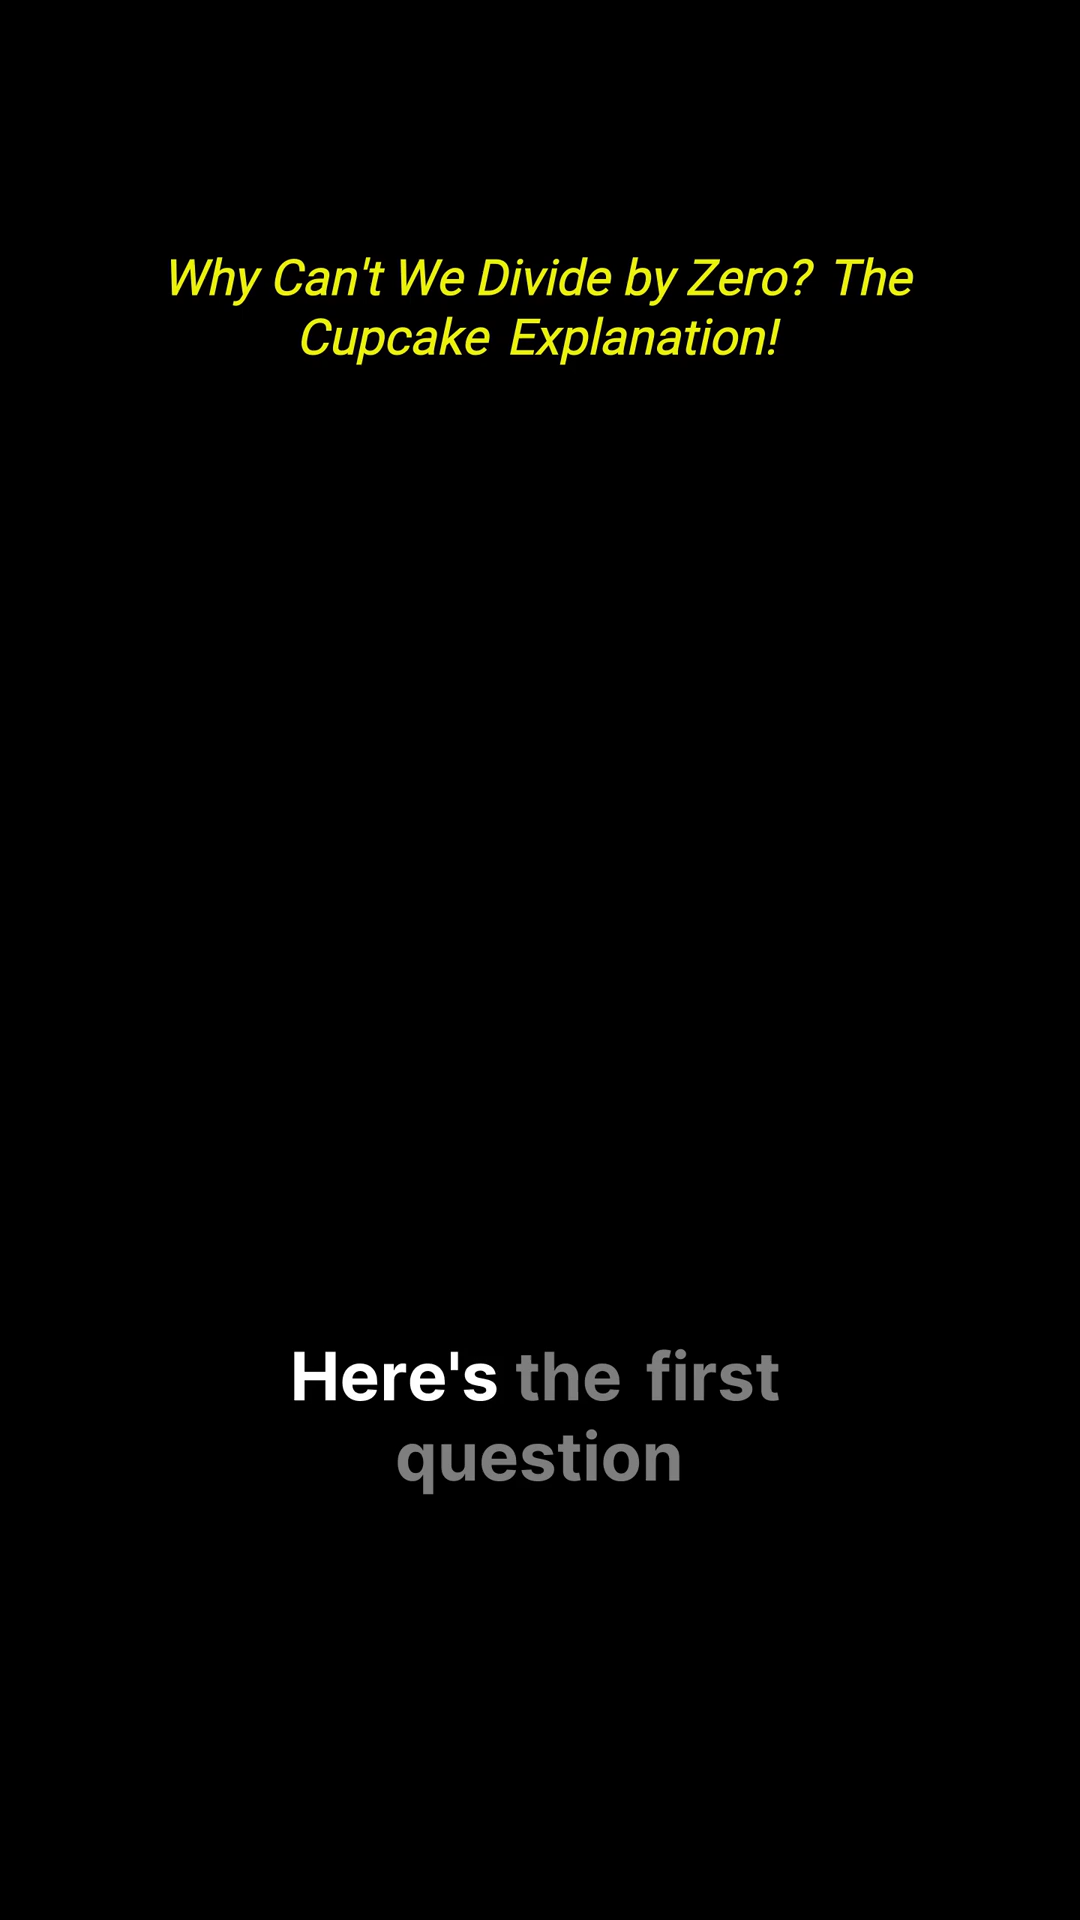 Why Can't We Divide by Zero? The
Cupcake Explanation!
Here's the first
question